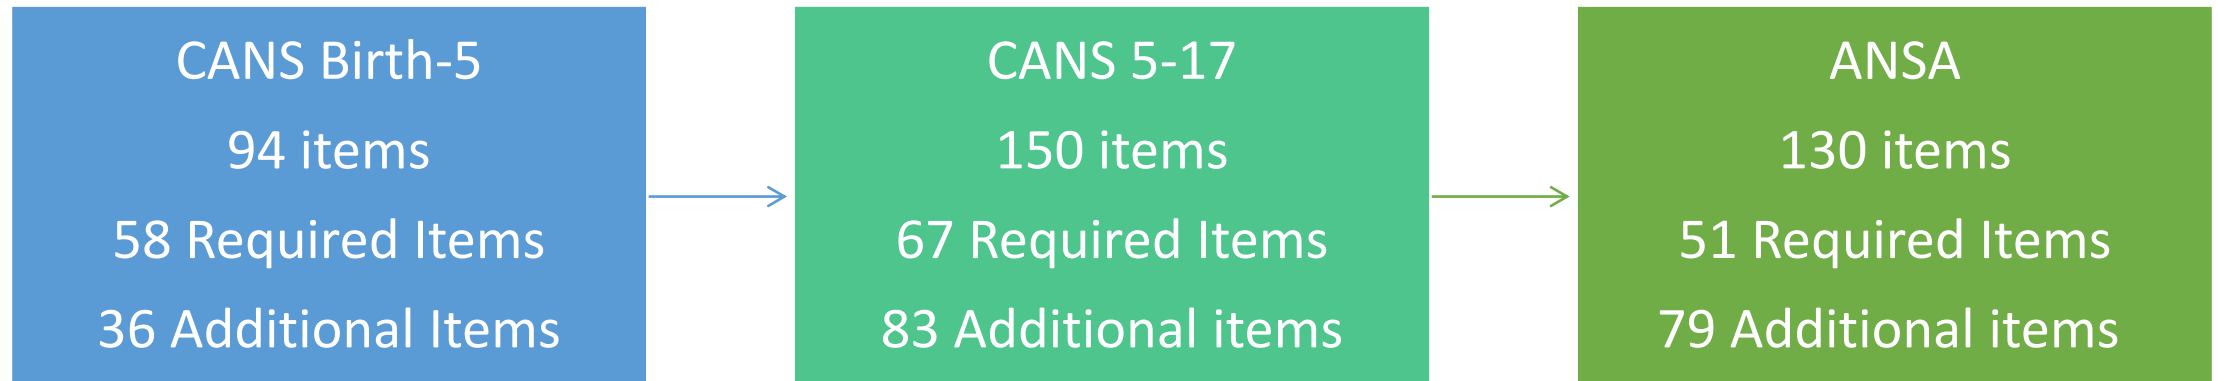 CANS Birth-5
94 items
58 Required Items
36 Additional Items
CANS 5-17
150 items
67 Required Items
83 Additional items
ANSA
130 items
51 Required Items
79 Additional items